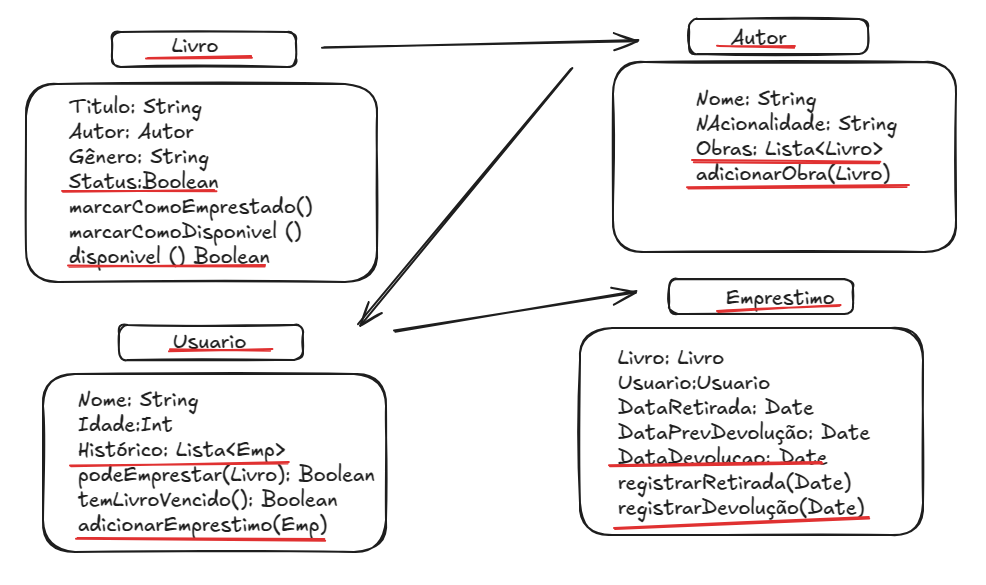 Livro
Titulo: String
Autor: Autor
Gênero: String
Status:Boolean
marcarComoEmprestado()
marcarComoDisponivel ()
disponivel () Boolean
Autor
Nome: String
NAcionalidade: String
Obras: Lista<Livro>
adicionarObra(Livro)
Usuario
Nome: String
Idade:Int
Histórico: Lista<Emp>
podeEmprestar(Livro): Boolean
temLivroVencido(): Boolean
adicionarEmprestimo(Emp)
Emprestimo
Livro: Livro
Usuario:Usuario
DataRetirada: Date
DataPrevDevolução: Date
DataDevolucao: Date
registrarRetirada(Date)
registrarDevolução(Date)